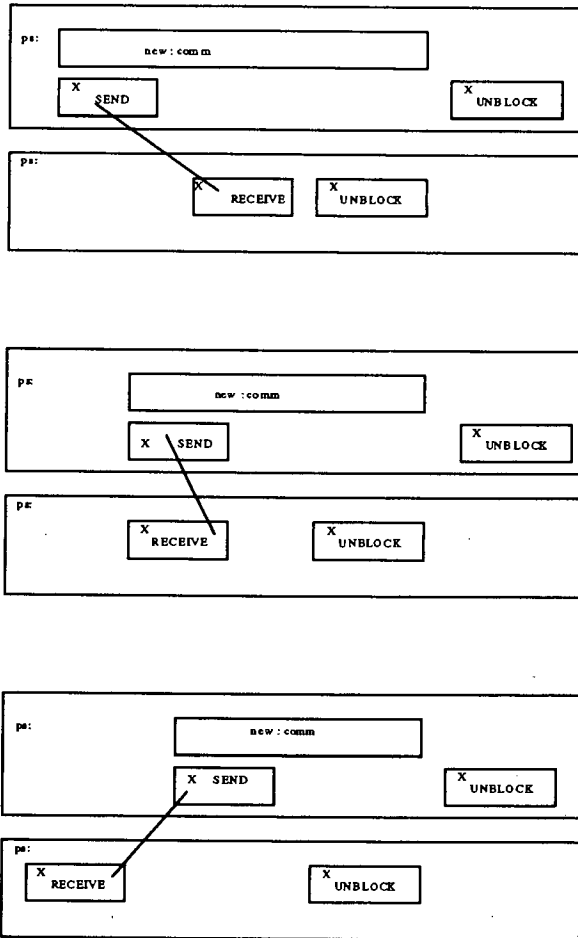 ps:
new : comm
X SEND
X UNBLOCK
ps:
X RECEIVE
X UNBLOCK
ps:
new : comm
X SEND
X UNBLOCK
ps:
X RECEIVE
X UNBLOCK
ps:
new : comm
X SEND
X UNBLOCK
ps:
X RECEIVE
X UNBLOCK